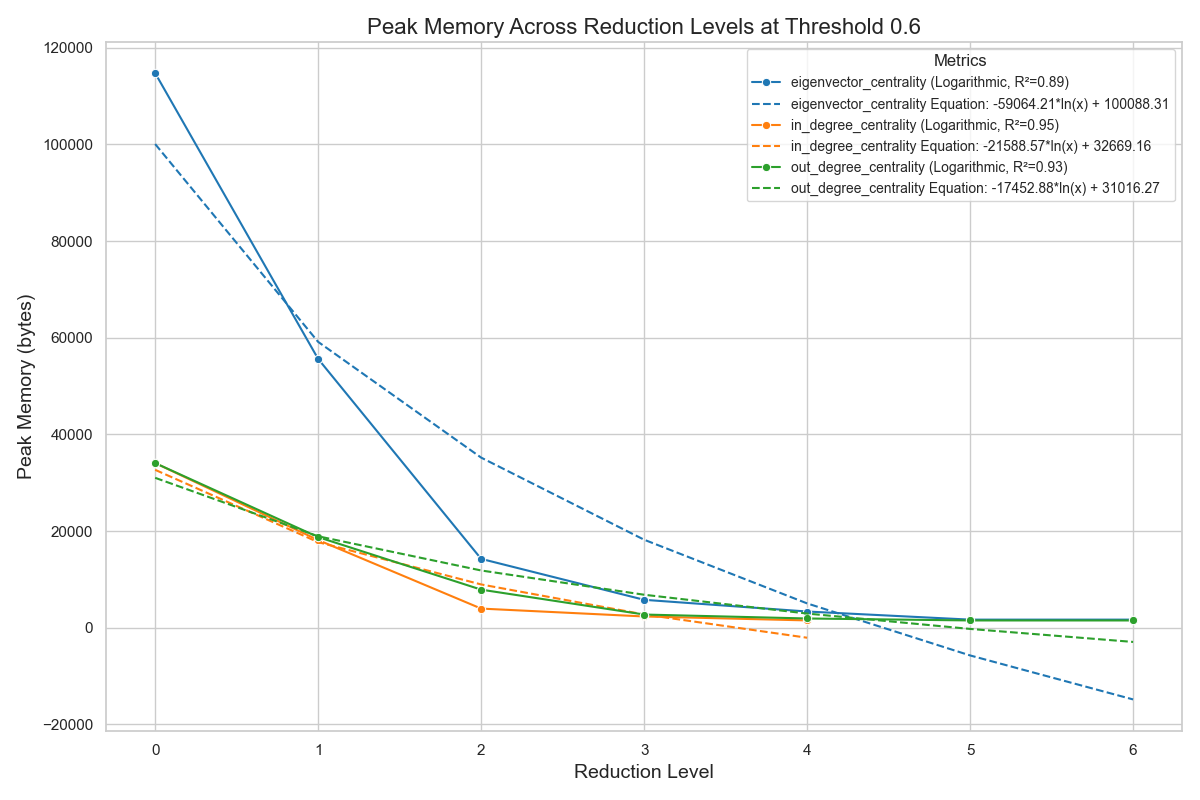 Peak Memory Across Reduction Levels at Threshold 0.6
Metrics
eigenvector_centrality (Logarithmic, R²=0.89)
eigenvector_centrality Equation: -59064.21*ln(x) + 100088.31
in_degree_centrality (Logarithmic, R²=0.95)
in_degree_centrality Equation: -21588.57*ln(x) + 32669.16
out_degree_centrality (Logarithmic, R²=0.93)
out_degree_centrality Equation: -17452.88*ln(x) + 31016.27
Peak Memory (bytes)
120000
100000
80000
60000
40000
20000
0
−20000
0 1 2 3 4 5 6
Reduction Level